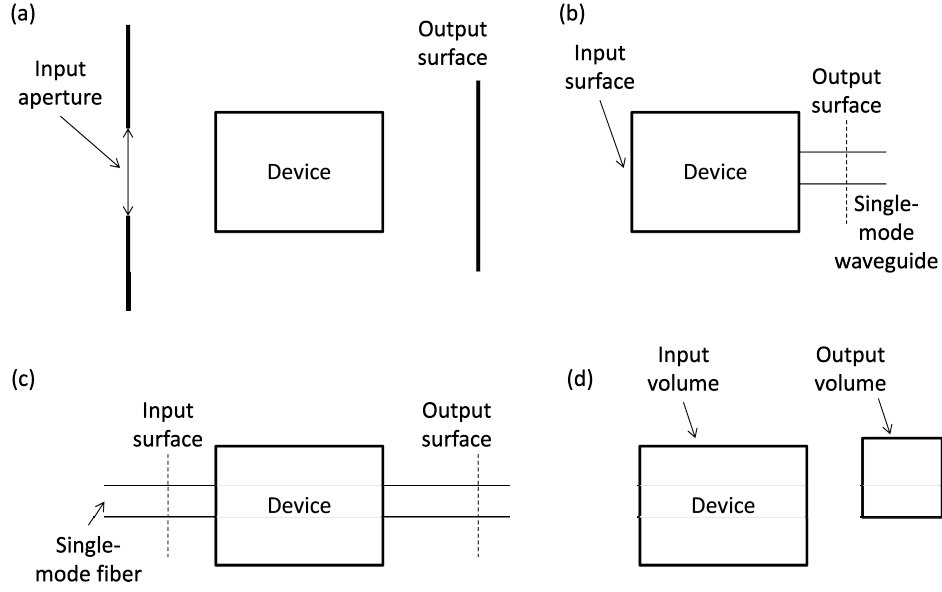 (a)
Input
aperture
Device
Output
surface
(b)
Input
surface
Device
Output
surface
Single-
mode
waveguide
(c)
Input
surface
Device
Output
surface
Single-
mode fiber
(d)
Input
volume
Device
Output
volume